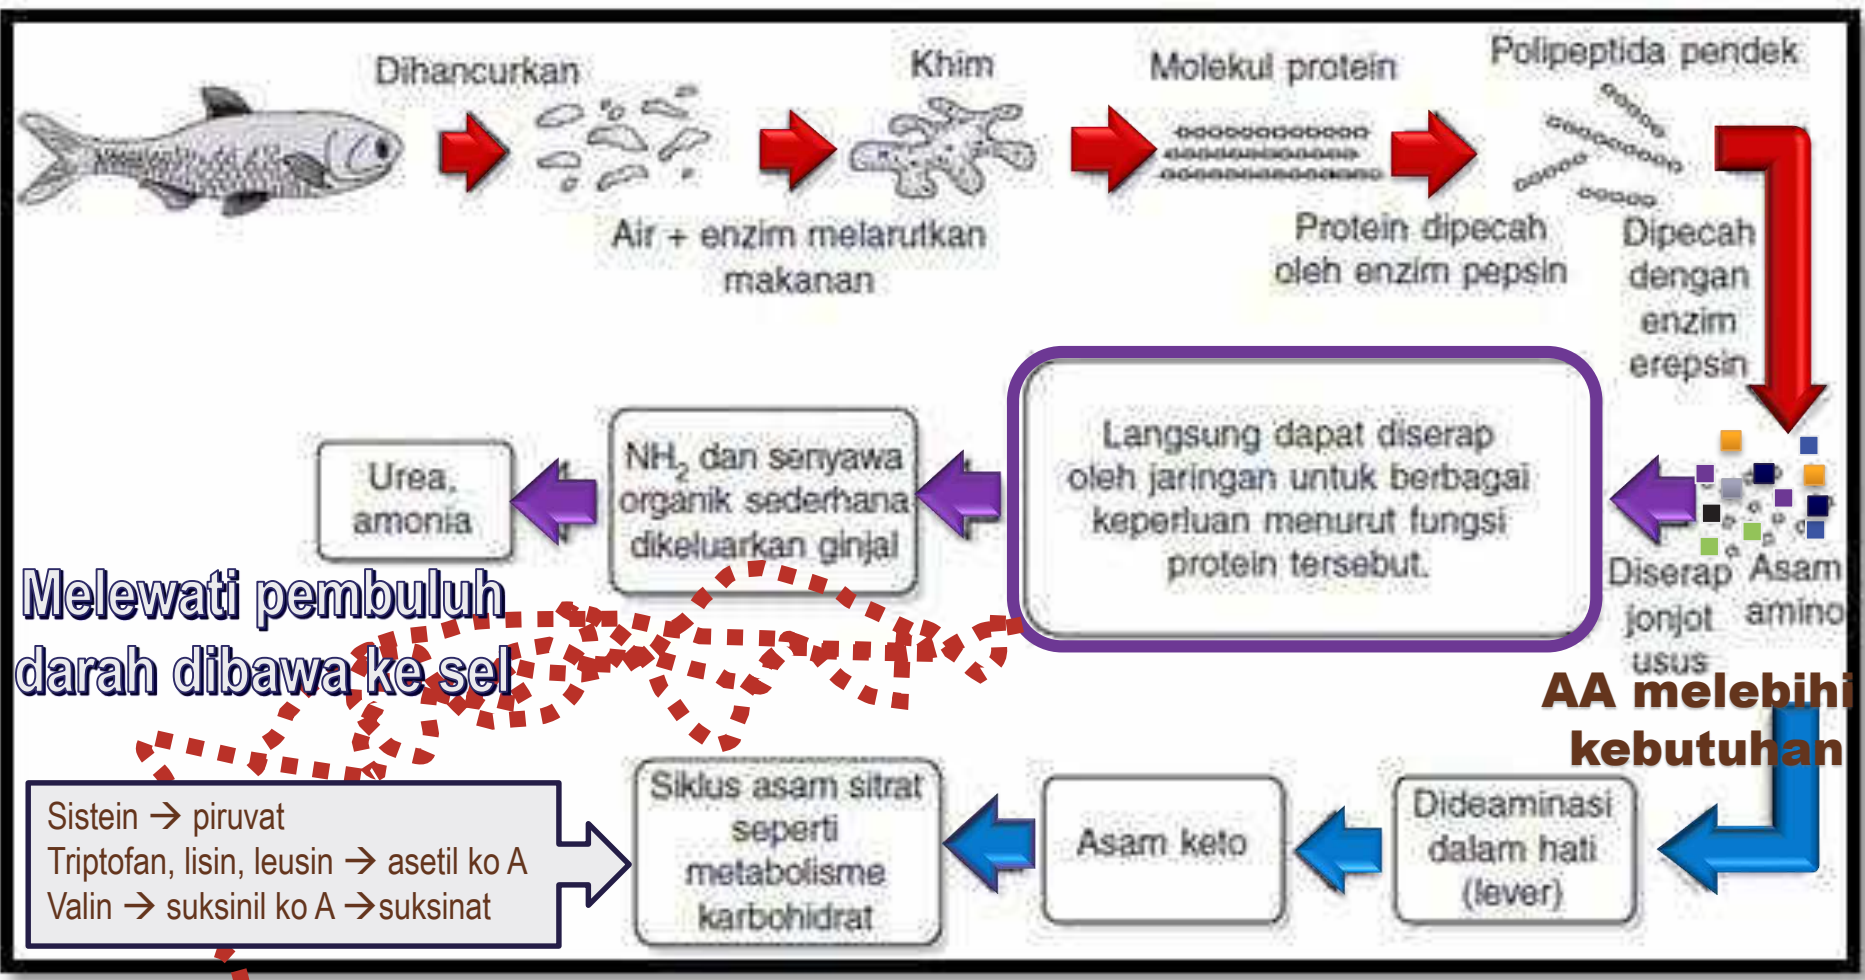 Dihancurkan
Khim
Molekul protein
Polipeptida pendek
Air + enzim melarutkan
makanan
Protein dipecah
oleh enzim pepsin
Dipecah
dengan
enzim
erepsin
Urea,
amonia
NH₂ dan senyawa
organik sederhana
dikeluarkan ginjal
Langsung dapat diserap
oleh jaringan untuk berbagai
keperluan menurut fungsi
protein tersebut.
Diserap
jonjot
usus
Asam
amino
Melewati pembuluh
darah dibawa ke sel
AA melebihi
kebutuhan
Sistein → piruvat
Triptofan, lisin, leusin → asetil ko A
Valin → suksinil ko A →suksinat
Siklus asam sitrat
seperti
metabolisme
karbohidrat
Asam keto
Dideaminasi
dalam hati
(lever)